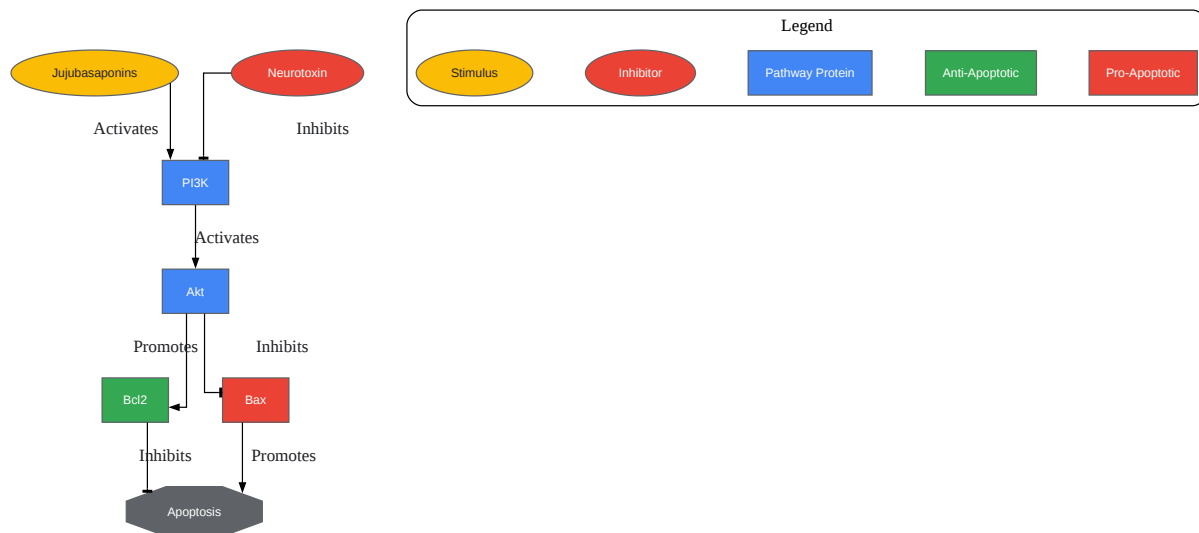 Legend
Jujubasaponins
Neurotoxin
Stimulus
Inhibitor
Pathway Protein
Anti-Apoptotic
Pro-Apoptotic
Activates
Inhibits
PI3K
Activates
Akt
Promotes
Inhibits
Bcl2
Bax
Inhibits
Promotes
Apoptosis